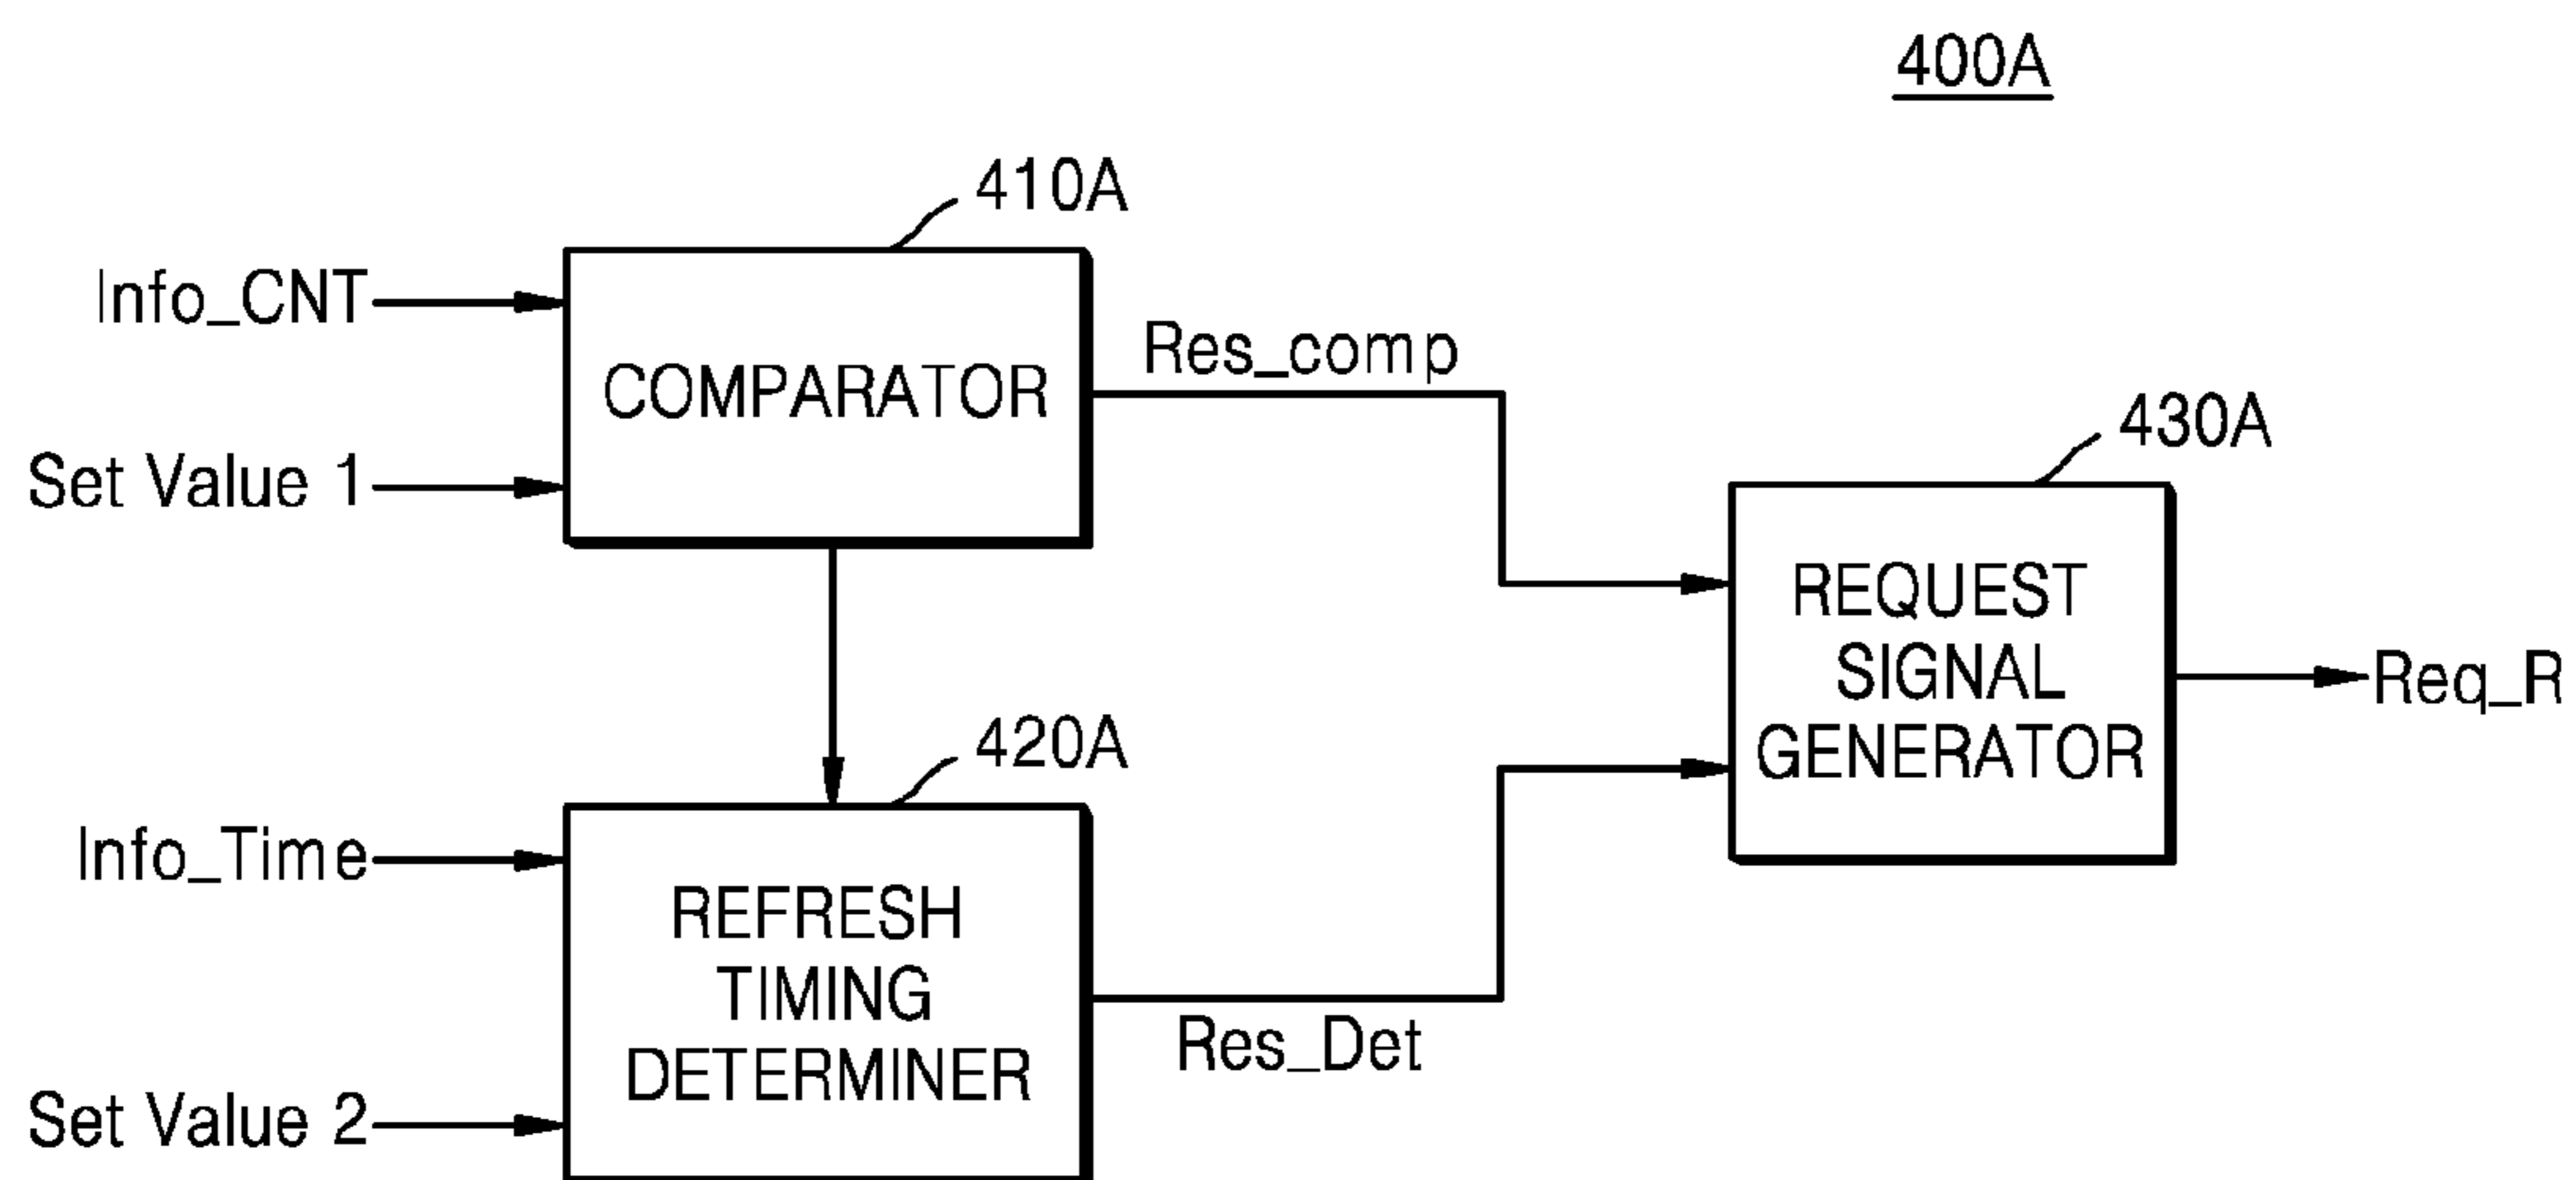 400A
410A
Info_CNT
COMPARATOR
Set Value 1
Res_comp
430A
REQUEST
SIGNAL
GENERATOR
Req_R
420A
Info_Time
REFRESH
TIMING
DETERMINER
Set Value 2
Res_Det